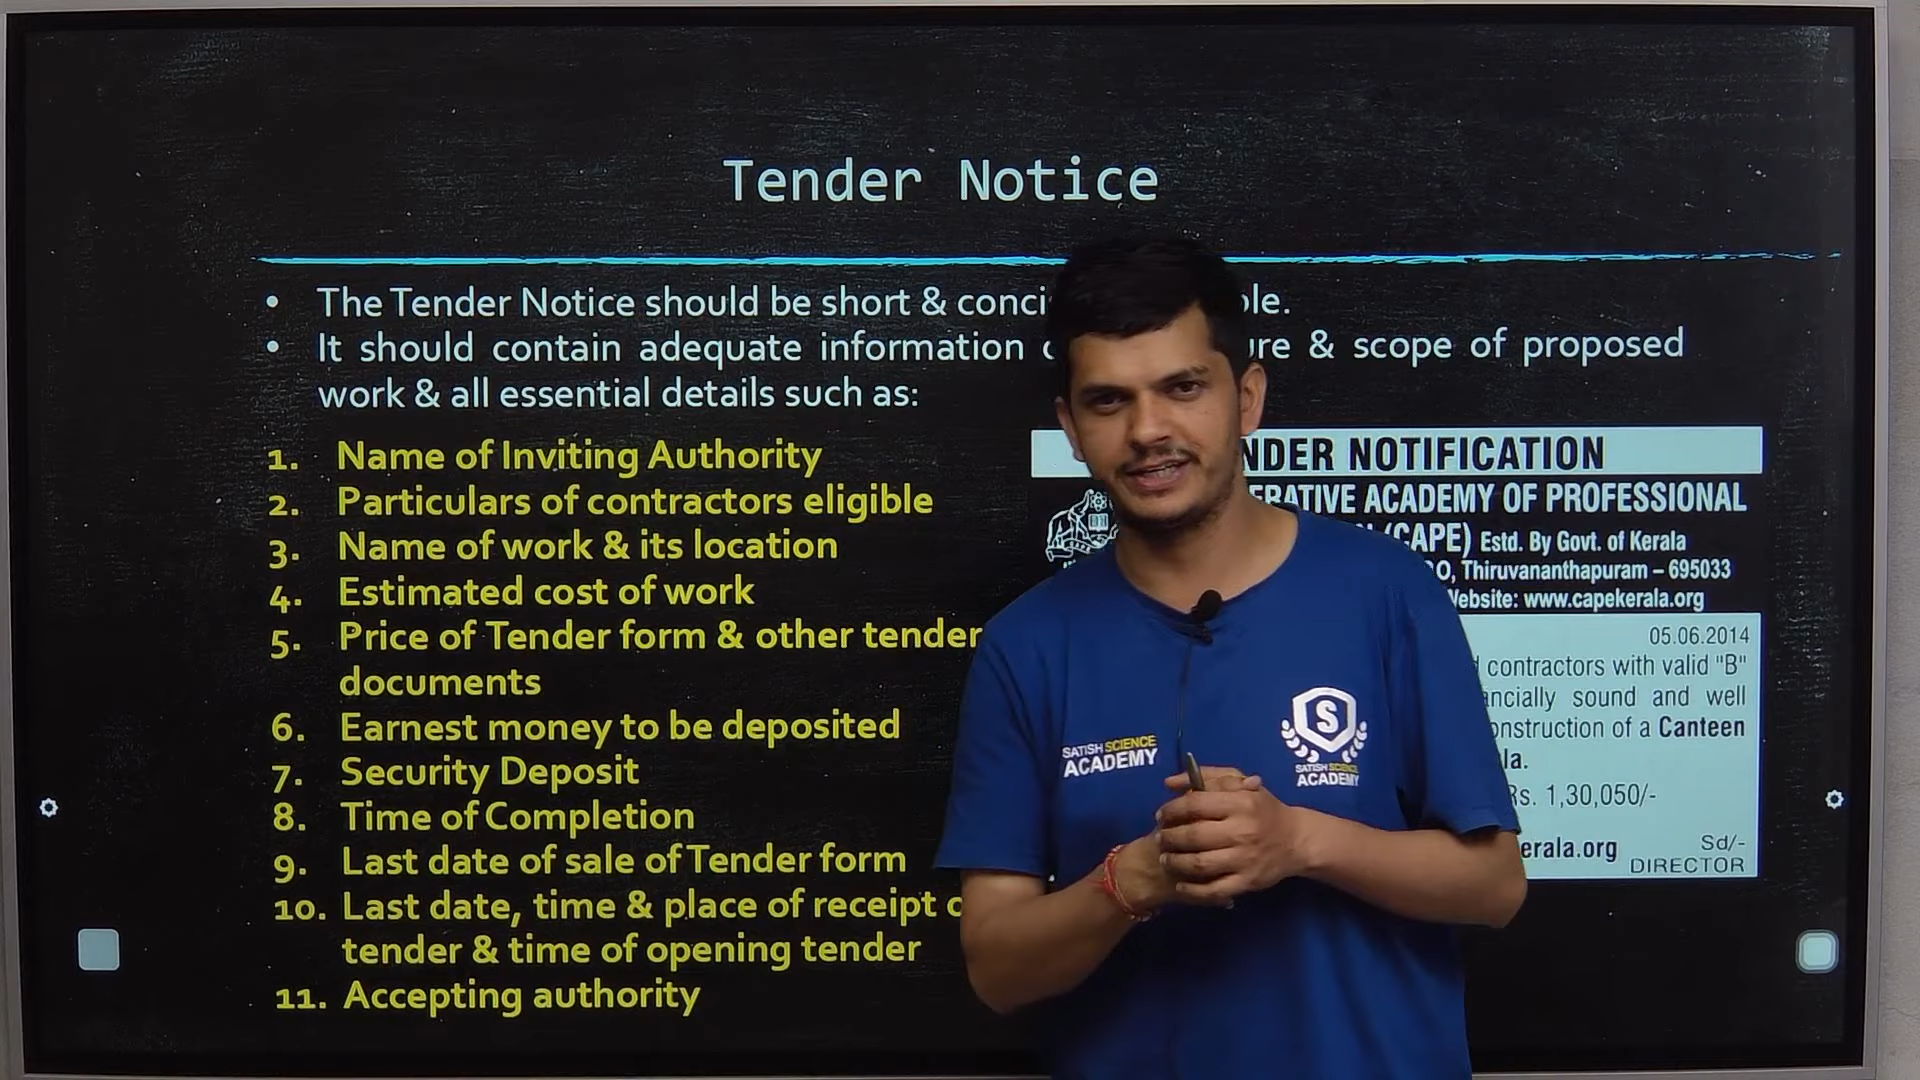 Tender Notice
• The Tender Notice should be short & ble.
• It should contain adequate information & scope of proposed
work & all essential details such as:
1. Name of Inviting Authority
2. Particulars of contractors eligible
3. Name of work & its location
4. Estimated cost of work
5. Price of Tender form & other tender
documents
6. Earnest money to be deposited
7. Security Deposit
8. Time of Completion
9. Last date of sale of Tender form
10. Last date, time & place of receipt
tender & time of opening tender
11. Accepting authority
NDER NOTIFICATION
ERATIVE ACADEMY OF PROFESSIONAL
(CAPE) Estd. By Govt. of Kerala
Thiruvananthapuram – 695033
Website: www.capekerala.org
05.06.2014
contractors with valid "B"
ancially sound and well
onstruction of a Canteen
la.
Rs. 1,30,050/-
erala.org
Sd/-
DIRECTOR
SATISH SCIENCE
ACADEMY
S
SATISH SCIENCE
ACADEMY